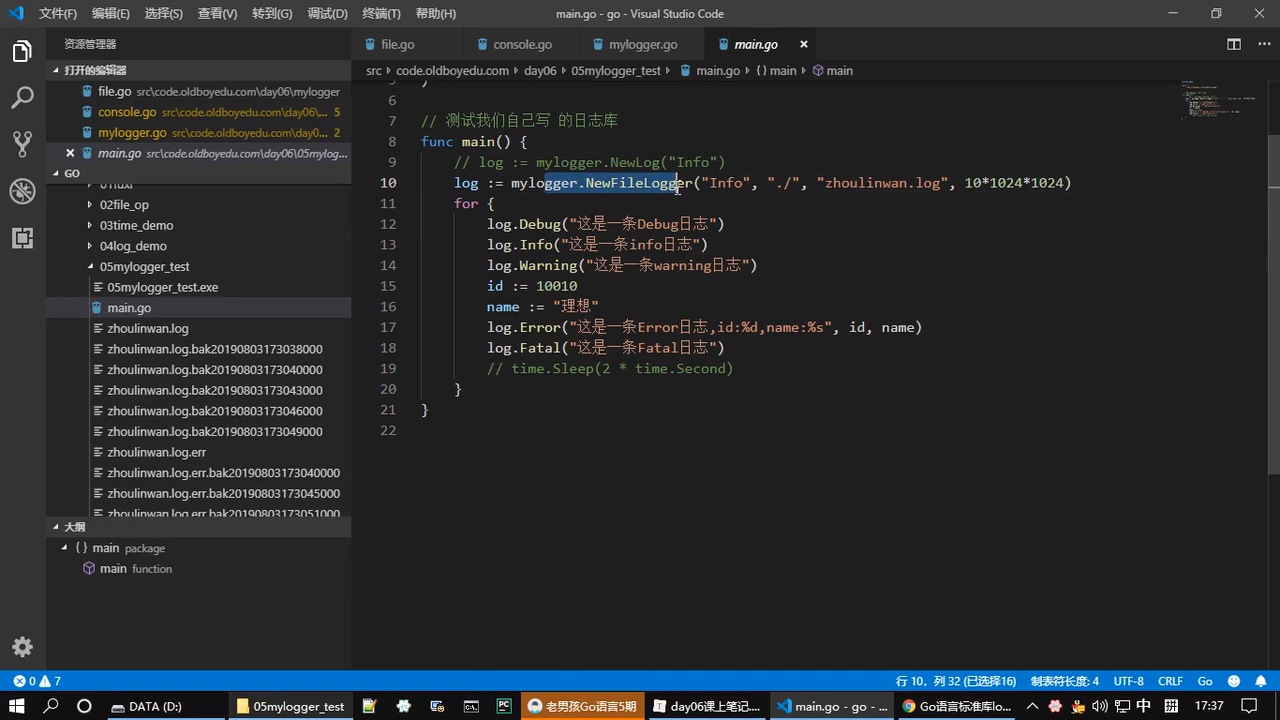 文件(F) 编辑(E) 选择(S) 查看(V) 转到(G) 调试(D) 终端(T) 帮助(H) main.go - go - Visual Studio Code
资源管理器 file.go console.go mylogger.go main.go
打开的编辑器 src code.oldboyedu.com day06 05mylogger_test main.go {} main main
file.go src\code.oldboyedu.com\day06\mylogger
console.go src\code.oldboyedu.com\day06\... 5
mylogger.go src\code.oldboyedu.com\day0... 2
main.go src\code.oldboyedu.com\day06\05mylog...
GO
02file_op
03time_demo
04log_demo
05mylogger_test
05mylogger_test.exe
main.go
zhoulinwan.log
zhoulinwan.log.bak20190803173038000
zhoulinwan.log.bak20190803173040000
zhoulinwan.log.bak20190803173043000
zhoulinwan.log.bak20190803173046000
zhoulinwan.log.bak20190803173049000
zhoulinwan.log.err
zhoulinwan.log.err.bak20190803173040000
zhoulinwan.log.err.bak20190803173045000
zhoulinwan.log.err.bak20190803173051000
大纲
{} main package
main function
6
7 // 测试我们自己写 的日志库
8 func main() {
9 // log := mylogger.NewLog("Info")
10 log := mylogger.NewFileLogger("Info", "./", "zhoulinwan.log", 10*1024*1024)
11 for {
12 log.Debug("这是一条Debug日志")
13 log.Info("这是一条info日志")
14 log.Warning("这是一条warning日志")
15 id := 10010
16 name := "理想"
17 log.Error("这是一条Error日志,id:%d,name:%s", id, name)
18 log.Fatal("这是一条Fatal日志")
19 // time.Sleep(2 * time.Second)
20 }
21 }
22
0 7 行 10，列 32 (已选择16) 制表符长度: 4 UTF-8 CRLF Go
DATA (D:) 05mylogger_test PC 老男孩Go语言5期 T day06课上笔记.... main.go - go - ... Go语言标准库lo... 中 拼 17:37